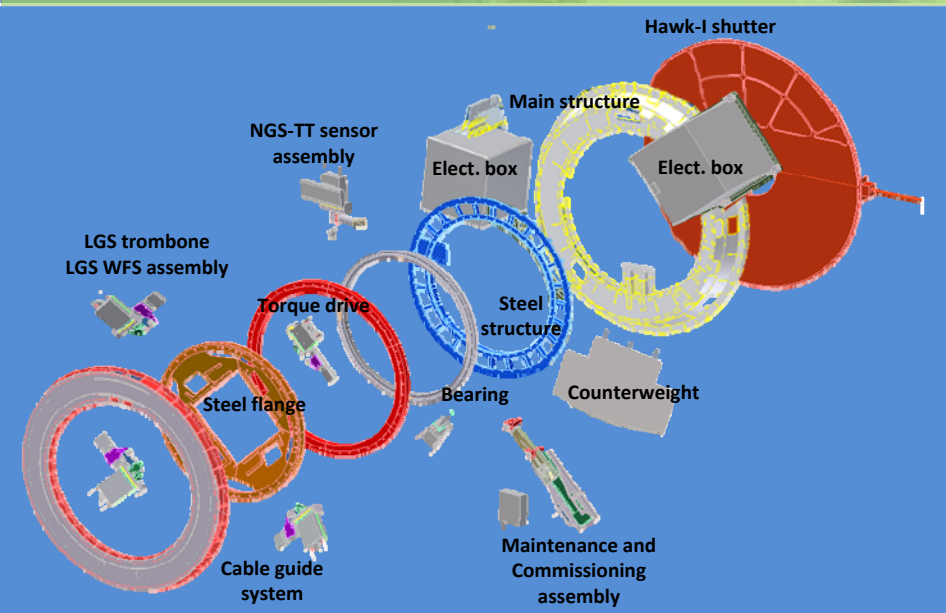 Hawk-I shutter
Main structure
NGS-TT sensor
assembly
Elect. box
Elect. box
LGS trombone
LGS WFS assembly
Torque drive
Steel
structure
Bearing
Counterweight
Steel flange
Maintenance and
Commissioning
assembly
Cable guide
system